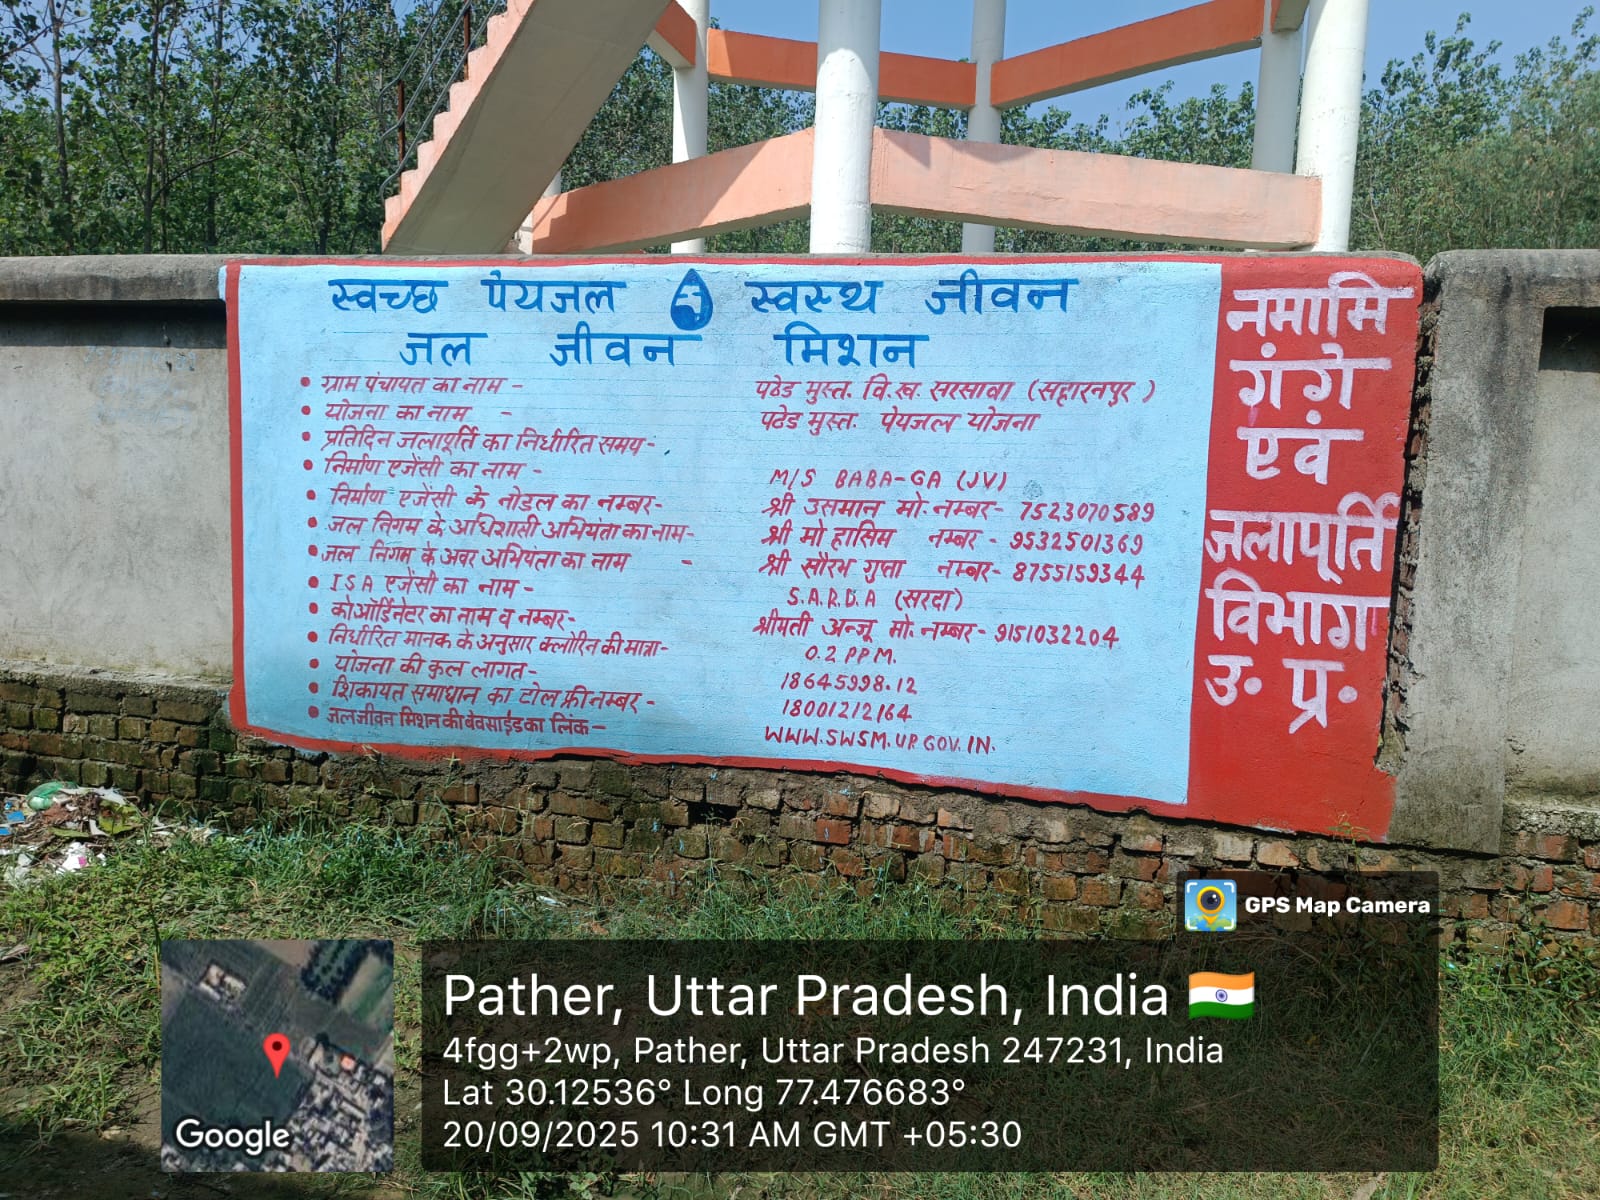 स्वच्छ पेयजल स्वस्थ जीवन
जल जीवन मिशन
• ग्राम पंचायत का नाम - पठेड मुस्त. वि.ख. सरसावा (सहारनपुर)
• योजना का नाम - पठेड मुस्त. पेयजल योजना
• प्रतिदिन जलापूर्ति का निर्धारित समय-
• निर्माण एजेंसी का नाम - M/S BABA-GA (JV)
• निर्माण एजेंसी के नोडल का नम्बर- श्री उसमान मो. नम्बर- 7523070589
• जल निगम के अधिशासी अभियंता का नाम- श्री मो हासिम नम्बर - 9532501369
• जल निगम के अवर अभियंता का नाम - श्री सौरभ गुप्ता नम्बर- 8755159344
• ISA एजेंसी का नाम - S.A.R.D.A (सरदा)
• कोऑर्डिनेटर का नाम व नम्बर- श्रीमती अन्जू मो. नम्बर- 9151032204
• निर्धारित मानक के अनुसार क्लोरिन की मात्रा- 0.2 PPM.
• योजना की कुल लागत- 18645998.12
• शिकायत समाधान का टोल फ्री नम्बर- 18001212164
• जल जीवन मिशन की बेवसाईड का लिंक- WWW.SWSM.UP.GOV.IN.
नमामि
गंगे
एवं
जलापूर्ति
विभाग
उ. प्र.
GPS Map Camera
Pather, Uttar Pradesh, India
4fgg+2wp, Pather, Uttar Pradesh 247231, India
Lat 30.12536° Long 77.476683°
20/09/2025 10:31 AM GMT +05:30
Google